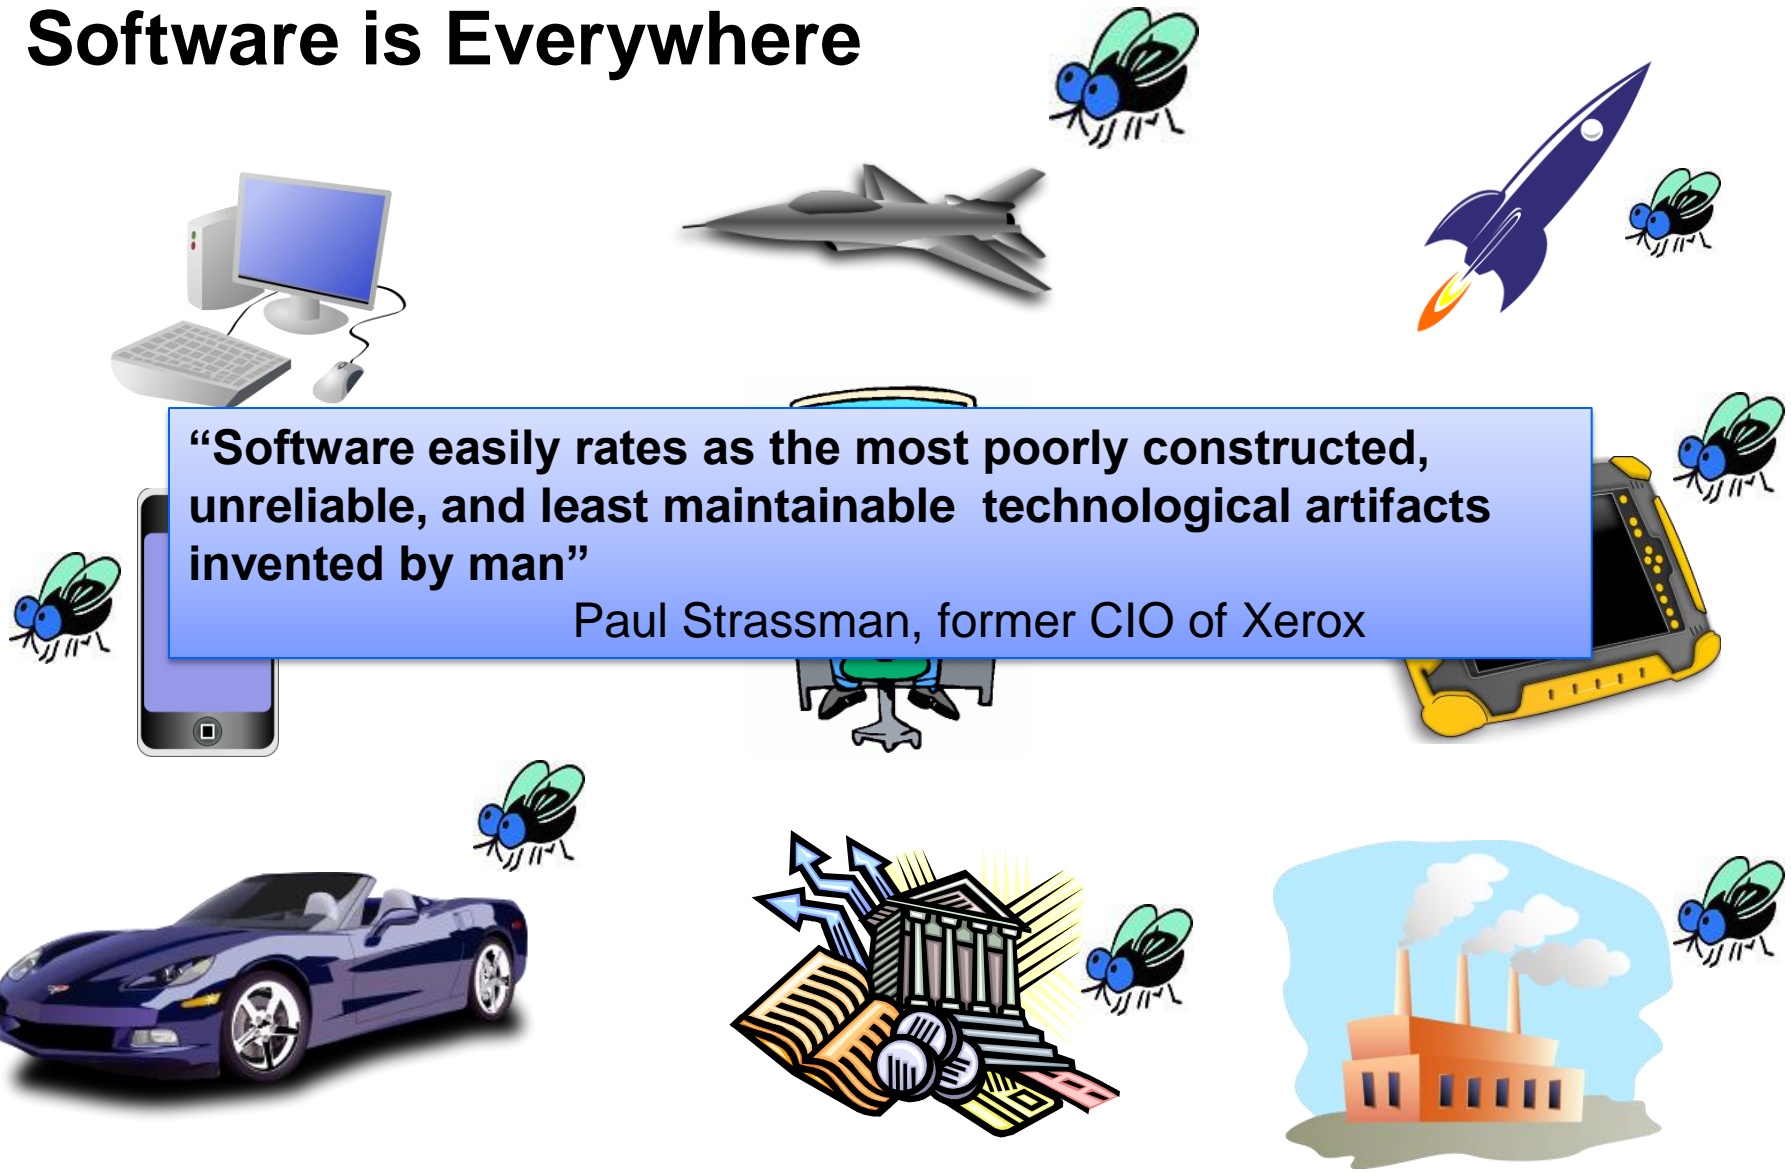 Software is Everywhere
“Software easily rates as the most poorly constructed,
unreliable, and least maintainable  technological artifacts
invented by man”
Paul Strassman, former CIO of Xerox